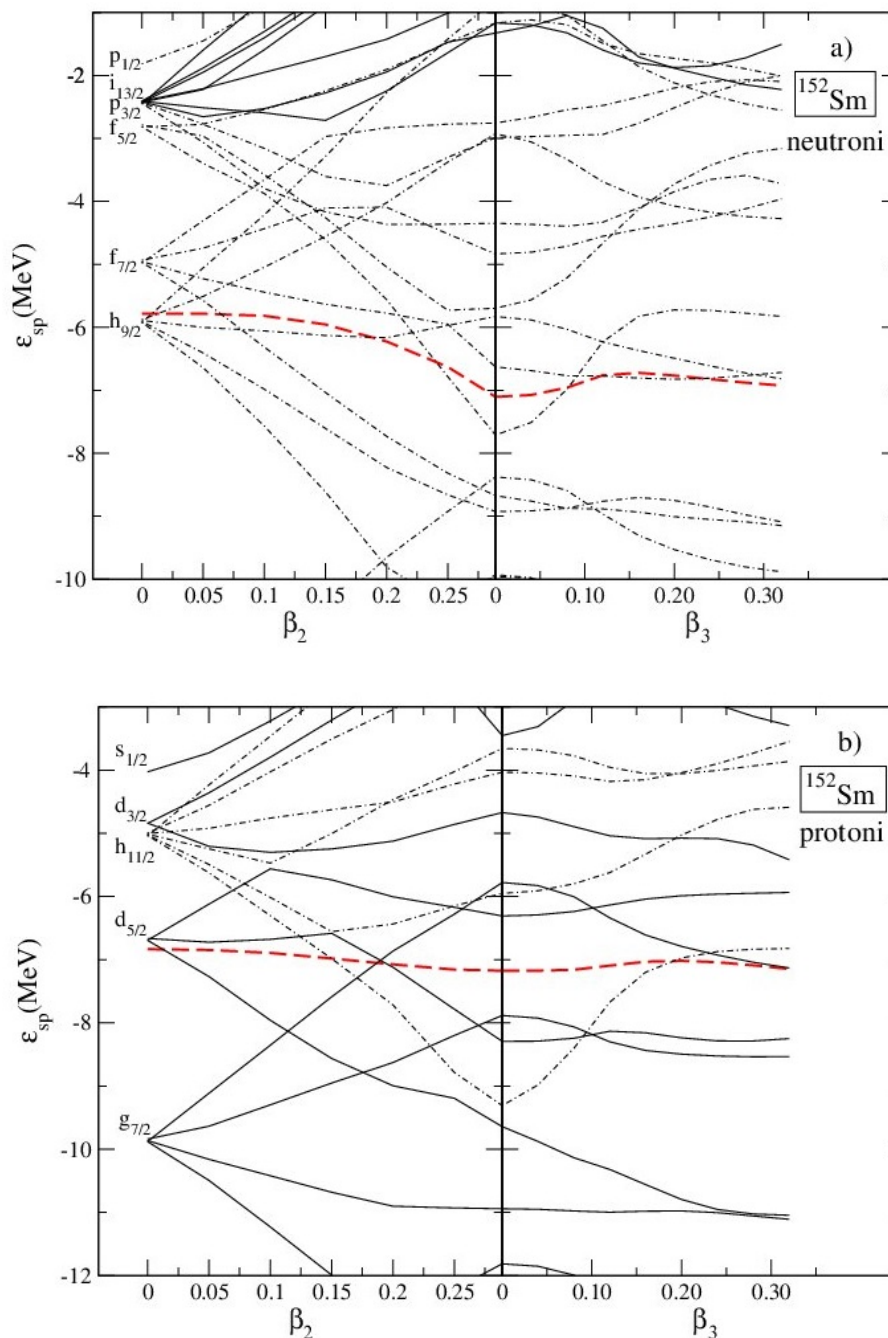 a)
p1/2
-2
i13/2
p3/2
f5/2
152Sm
neutroni
-4
f7/2
εsp(MeV)
-6
h9/2
-8
-10
0 0.05 0.1 0.15 0.2 0.25 0 0.10 0.20 0.30
β2 β3
b)
s1/2
-4
152Sm
d3/2
h11/2
protoni
-6
d5/2
εsp(MeV)
-8
g7/2
-10
-12
0 0.05 0.1 0.15 0.2 0.25 0 0.10 0.20 0.30
β2 β3